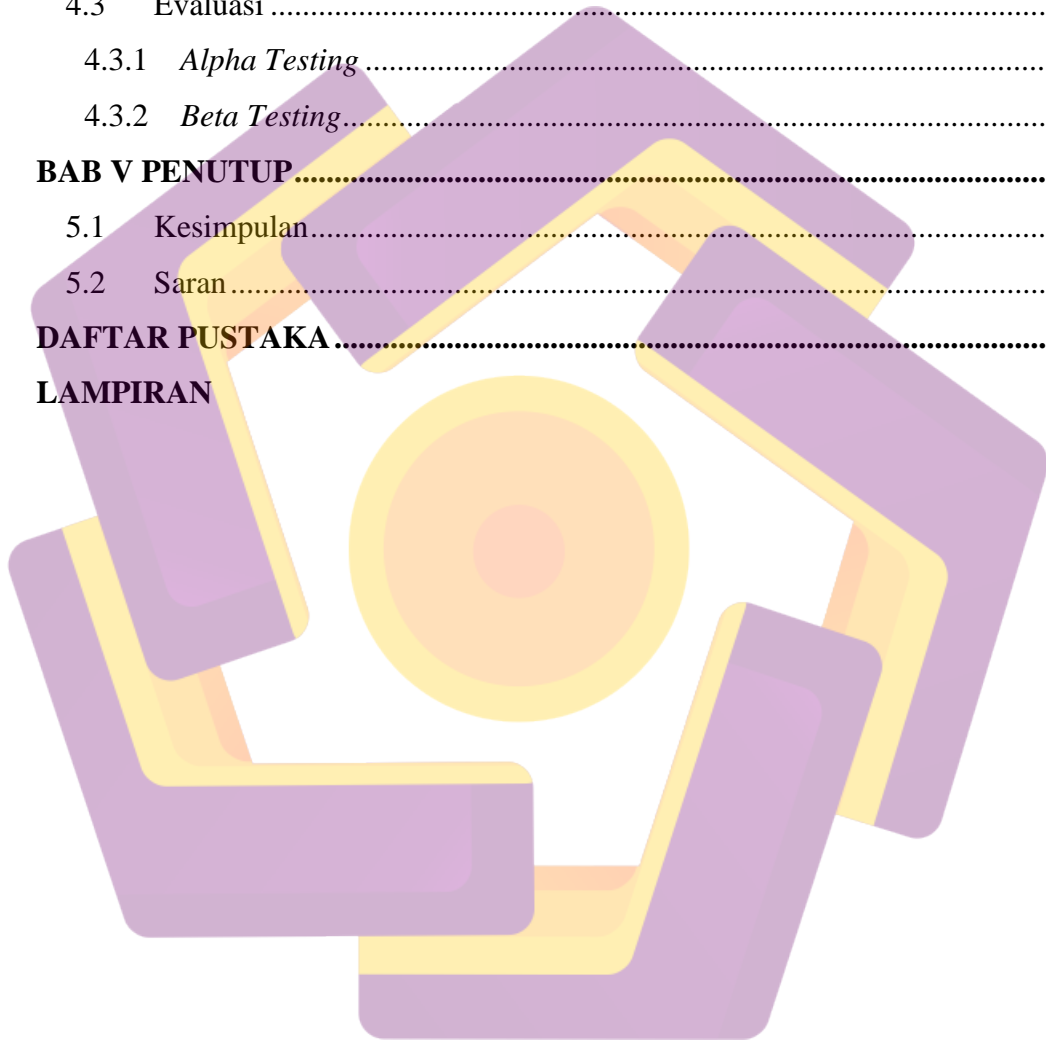 4.3 Evaluasi ........................................................................................................
4.3.1 Alpha Testing ........................................................................................
4.3.2 Beta Testing..........................................................................................
BAB V PENUTUP...............................................................................................
5.1 Kesimpulan...................................................................................................
5.2 Saran .............................................................................................................
DAFTAR PUSTAKA ..........................................................................................
LAMPIRAN